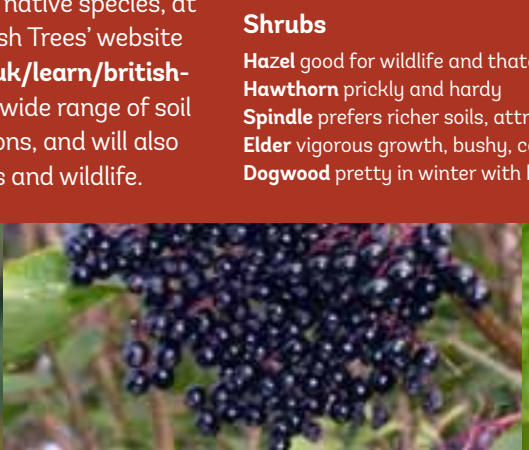 native species, at
sh Trees' website
uk/learn/british-
wide range of soil
ons, and will also
s and wildlife.
Shrubs
Hazel good for wildlife and that
Hawthorn prickly and hardy
Spindle prefers richer soils, attr
Elder vigorous growth, bushy, c
Dogwood pretty in winter with